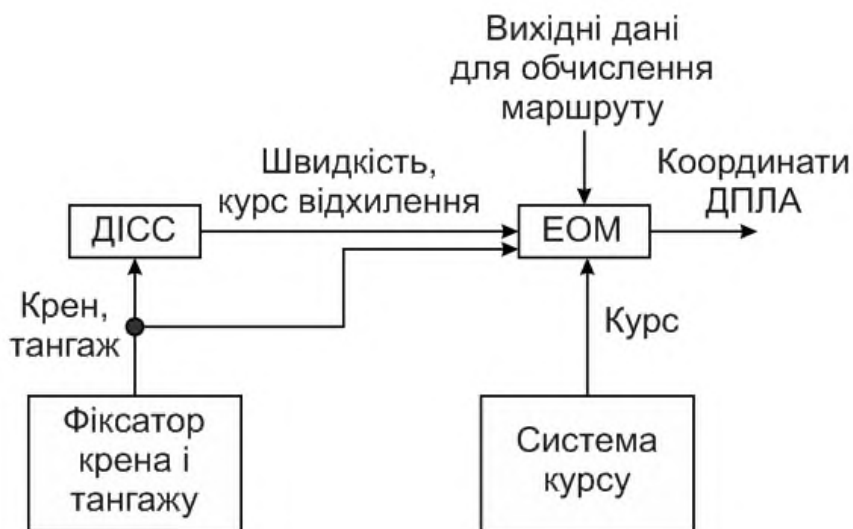 Вихідні дані
для обчислення
маршруту
Швидкість,
курс відхилення
Координати
ДПЛА
ДІСС
ЕОМ
Крен,
тангаж
Курс
Фіксатор
крена і
тангажу
Система
курсу